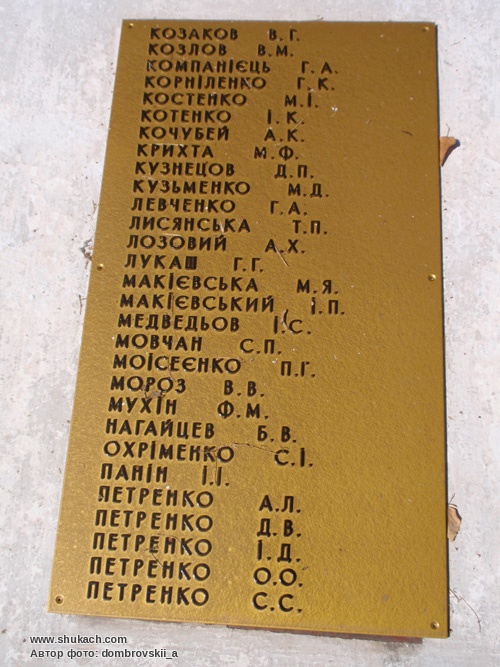 КОЗАКОВ В.Г.
КОЗЛОВ В.М.
КОМПАНІЄЦЬ Г.А.
КОРНІЛЕНКО Г.К.
КОСТЕНКО М.І.
КОТЕНКО І.К.
КОЧУБЕЙ А.К.
КРИХТА М.Ф.
КУЗНЕЦОВ Д.П.
КУЗЬМЕНКО М.Д.
ЛЕВЧЕНКО Г.А.
ЛИСЯНСЬКА Т.П.
ЛОЗОВИЙ А.Х.
ЛУКАШ Г.Г.
МАКІЄВСЬКА М.Я.
МАКІЄВСЬКИЙ І.П.
МЕДВЕДЬОВ І.С.
МОВЧАН С.П.
МОІСЕЄНКО П.Г.
МОРОЗ В.В.
МУХІН Ф.М.
НАГАЙЦЕВ Б.В.
ОХРІМЕНКО С.І.
ПАНІН І.І.
ПЕТРЕНКО А.Л.
ПЕТРЕНКО Д.В.
ПЕТРЕНКО І.Д.
ПЕТРЕНКО О.О.
ПЕТРЕНКО С.С.
www.shukach.com
Автор фото: dombrovskii_a